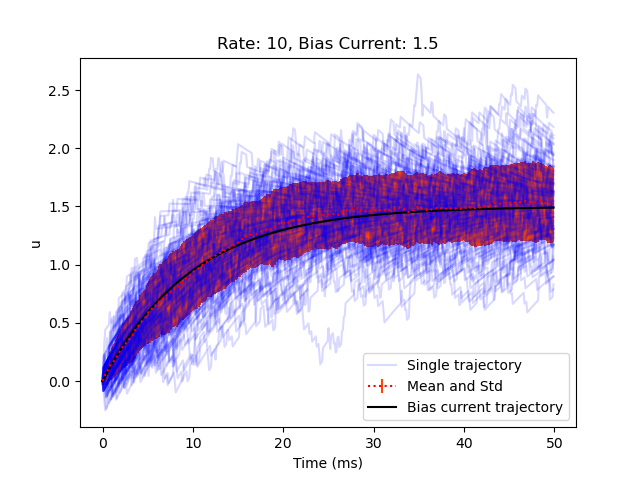 Rate: 10, Bias Current: 1.5
2.5
2.0
1.5
1.0
0.5
0.0
u
0 10 20 30 40 50
Time (ms)
Single trajectory
Mean and Std
Bias current trajectory